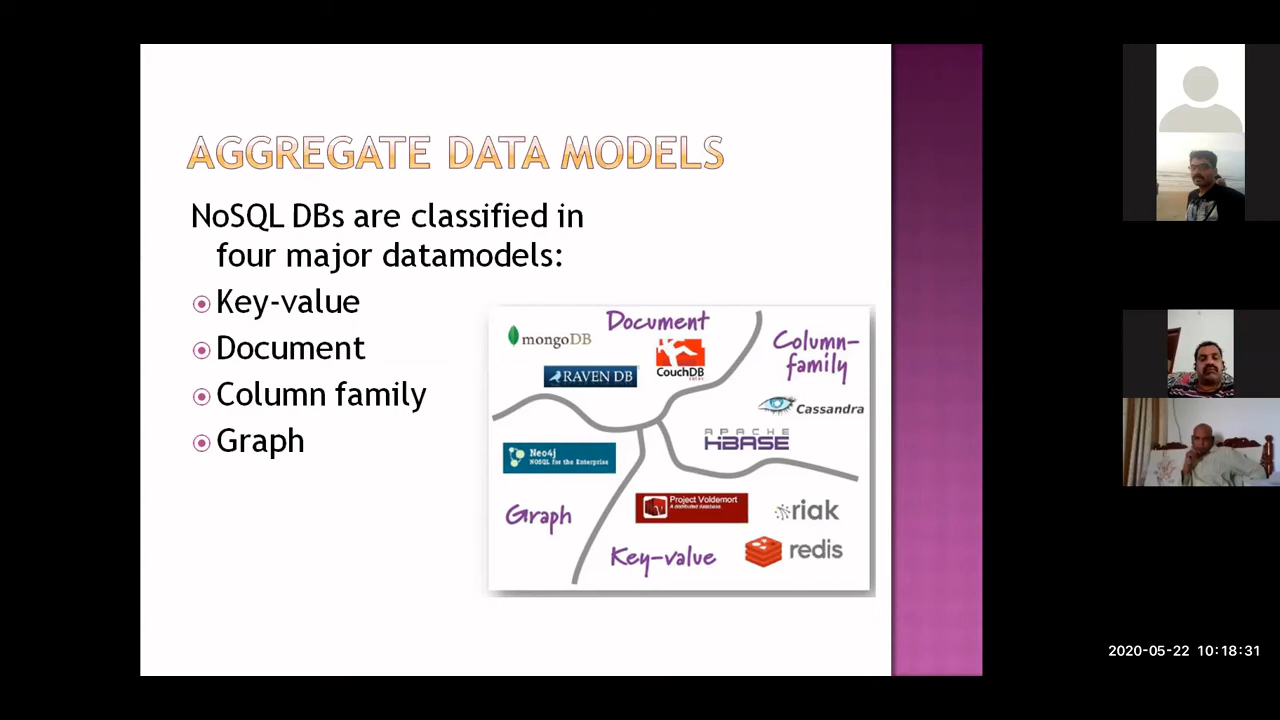 AGGREGATE DATA MODELS
NoSQL DBs are classified in
four major datamodels:
Key-value
Document
Column family
Graph
Document
mongoDB
RAVEN DB
CouchDB
Column-
family
Cassandra
APACHE
HBASE
Neo4j
NOSQL for the Enterprise
Graph
Project Voldemort
A distributed database
riak
redis
Key-value
2020-05-22 10:18:31